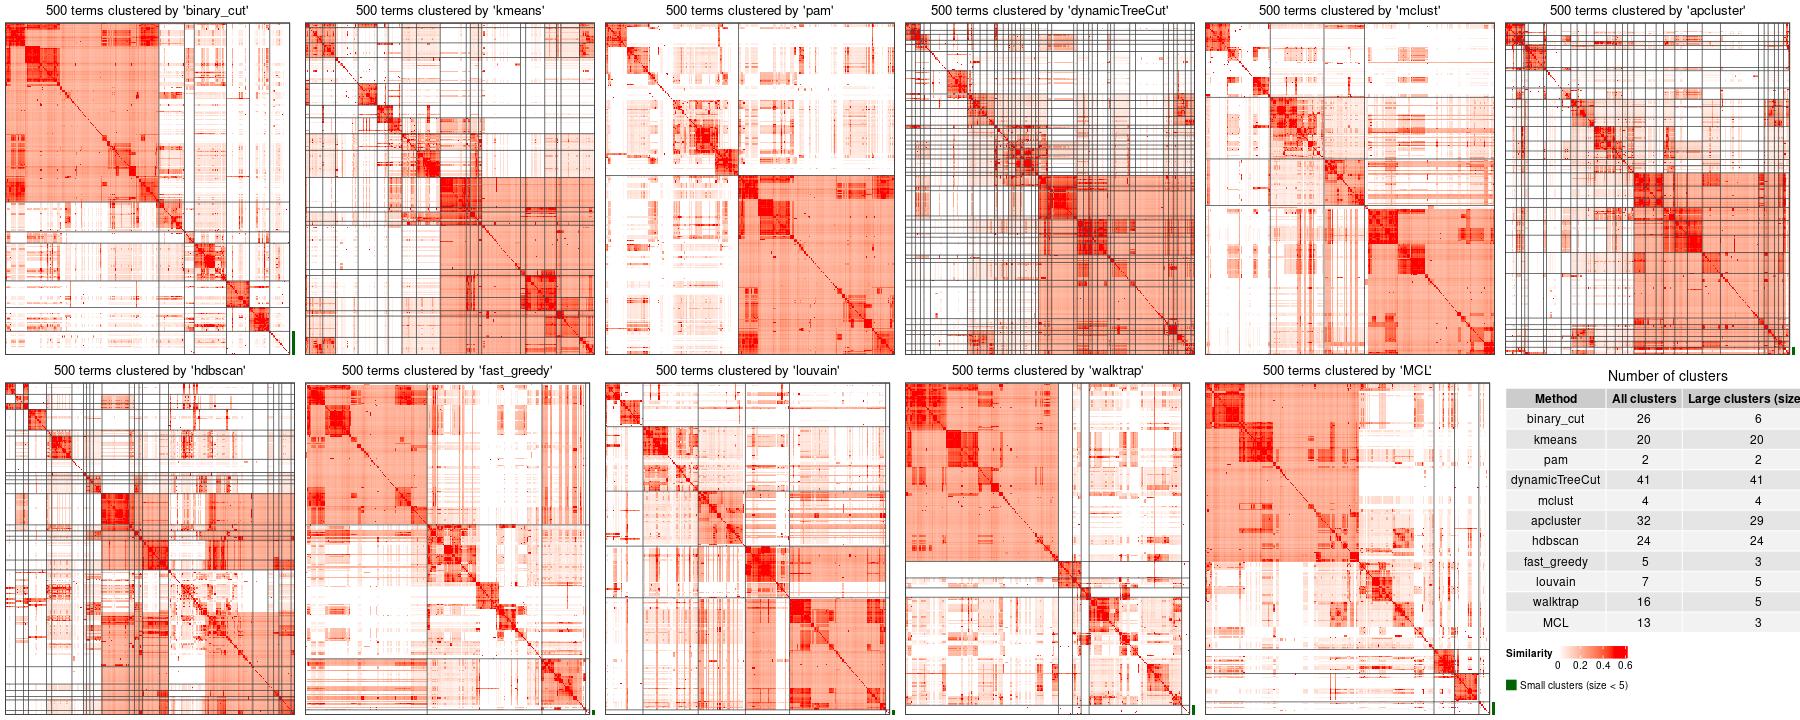 500 terms clustered by 'binary_cut'
500 terms clustered by 'kmeans'
500 terms clustered by 'pam'
500 terms clustered by 'dynamicTreeCut'
500 terms clustered by 'mclust'
500 terms clustered by 'apcluster'
500 terms clustered by 'hdbscan'
500 terms clustered by 'fast_greedy'
500 terms clustered by 'louvain'
500 terms clustered by 'walktrap'
500 terms clustered by 'MCL'
Number of clusters
Method All clusters Large clusters (size
binary_cut 26 6
kmeans 20 20
pam 2 2
dynamicTreeCut 41 41
mclust 4 4
apcluster 32 29
hdbscan 24 24
fast_greedy 5 3
louvain 7 5
walktrap 16 5
MCL 13 3
Similarity
0 0.2 0.4 0.6
Small clusters (size < 5)